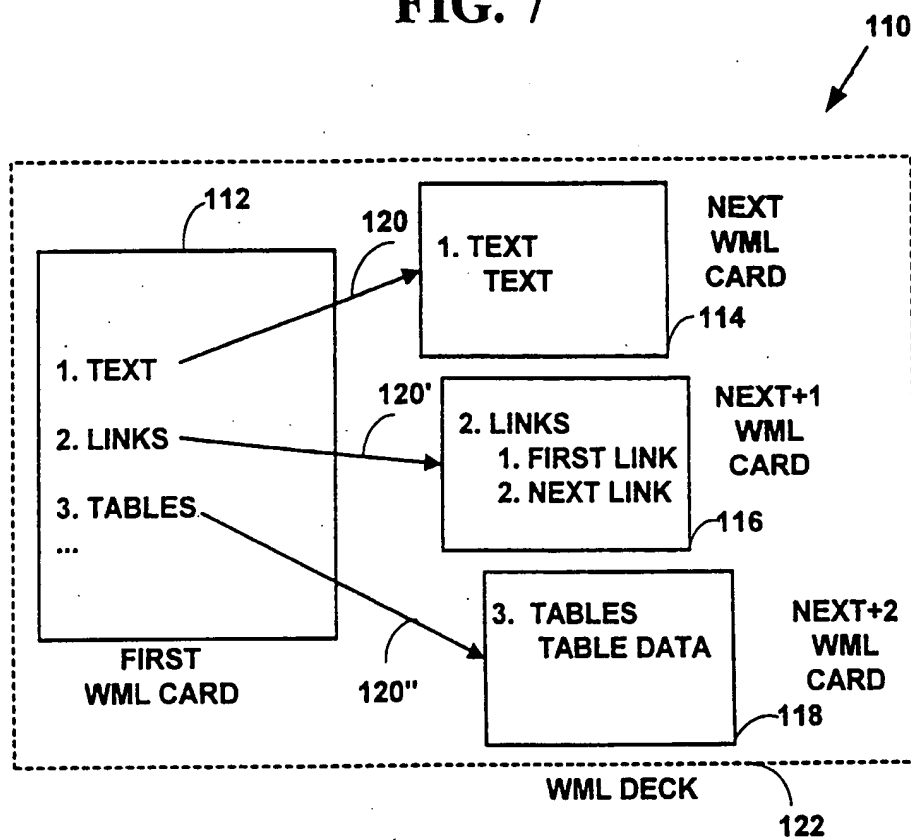 FIG. 7
110
112
120
1. TEXT
TEXT
NEXT
WML
CARD
114
1. TEXT
2. LINKS
3. TABLES
...
120'
2. LINKS
1. FIRST LINK
2. NEXT LINK
NEXT+1
WML
CARD
116
3. TABLES
TABLE DATA
NEXT+2
WML
CARD
118
FIRST
WML CARD
120"
WML DECK
122